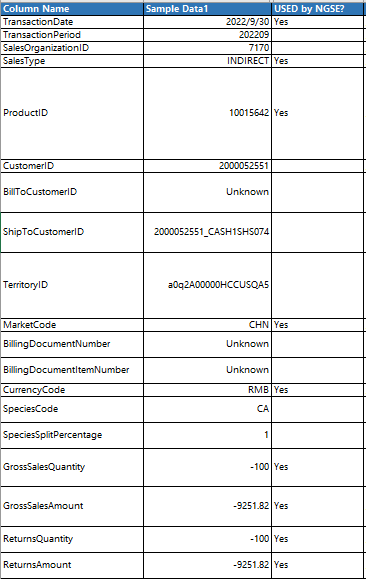 Column Name Sample Data1 USED by NGSE?
TransactionDate 2022/9/30 Yes
TransactionPeriod 202209
SalesOrganizationID 7170
SalesType INDIRECT Yes
ProductID 10015642 Yes
CustomerID 2000052551
BillToCustomerID Unknown
ShipToCustomerID 2000052551_CASH1SHS074
TerritoryID a0q2A00000HCCUSQA5
MarketCode CHN Yes
BillingDocumentNumber Unknown
BillingDocumentItemNumber Unknown
CurrencyCode RMB Yes
SpeciesCode CA
SpeciesSplitPercentage 1
GrossSalesQuantity -100 Yes
GrossSalesAmount -9251.82 Yes
ReturnsQuantity -100 Yes
ReturnsAmount -9251.82 Yes